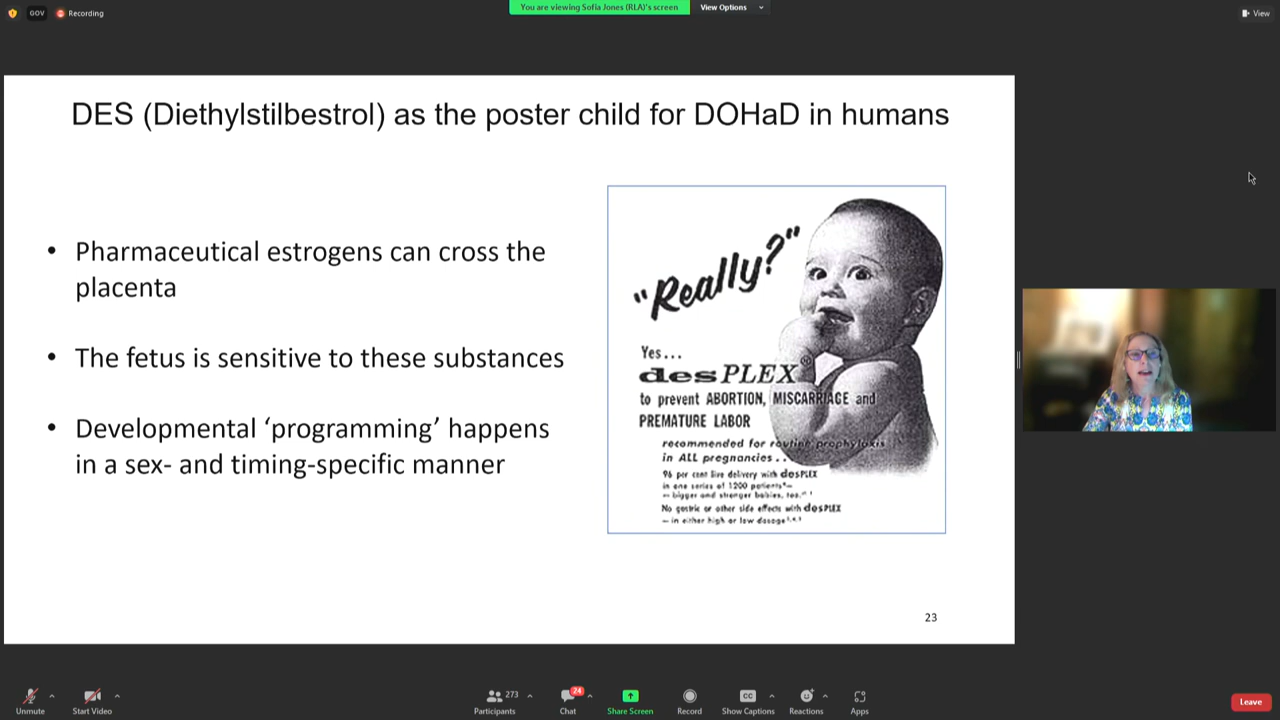 GOV
Recording
You are viewing Sofia Jones (RLA)'s screen
View Options
View
DES (Diethylstilbestrol) as the poster child for DOHaD in humans
• Pharmaceutical estrogens can cross the
placenta
• The fetus is sensitive to these substances
• Developmental ‘programming’ happens
in a sex- and timing-specific manner
"Really?"
Yes...
desPLEX®
to prevent ABORTION, MISCARRIAGE and
PREMATURE LABOR
recommended for routine prophylaxis
in ALL pregnancies...
96 per cent live delivery with desPLEX
in one series of 1200 patients⁴—
— bigger and stronger babies, too."¹
No gastric or other side effects with desPLEX
— in either high or low dosage
23
Unmute
Start Video
273
Participants
24
Chat
Share Screen
Record
CC
Show Captions
Reactions
Apps
Leave